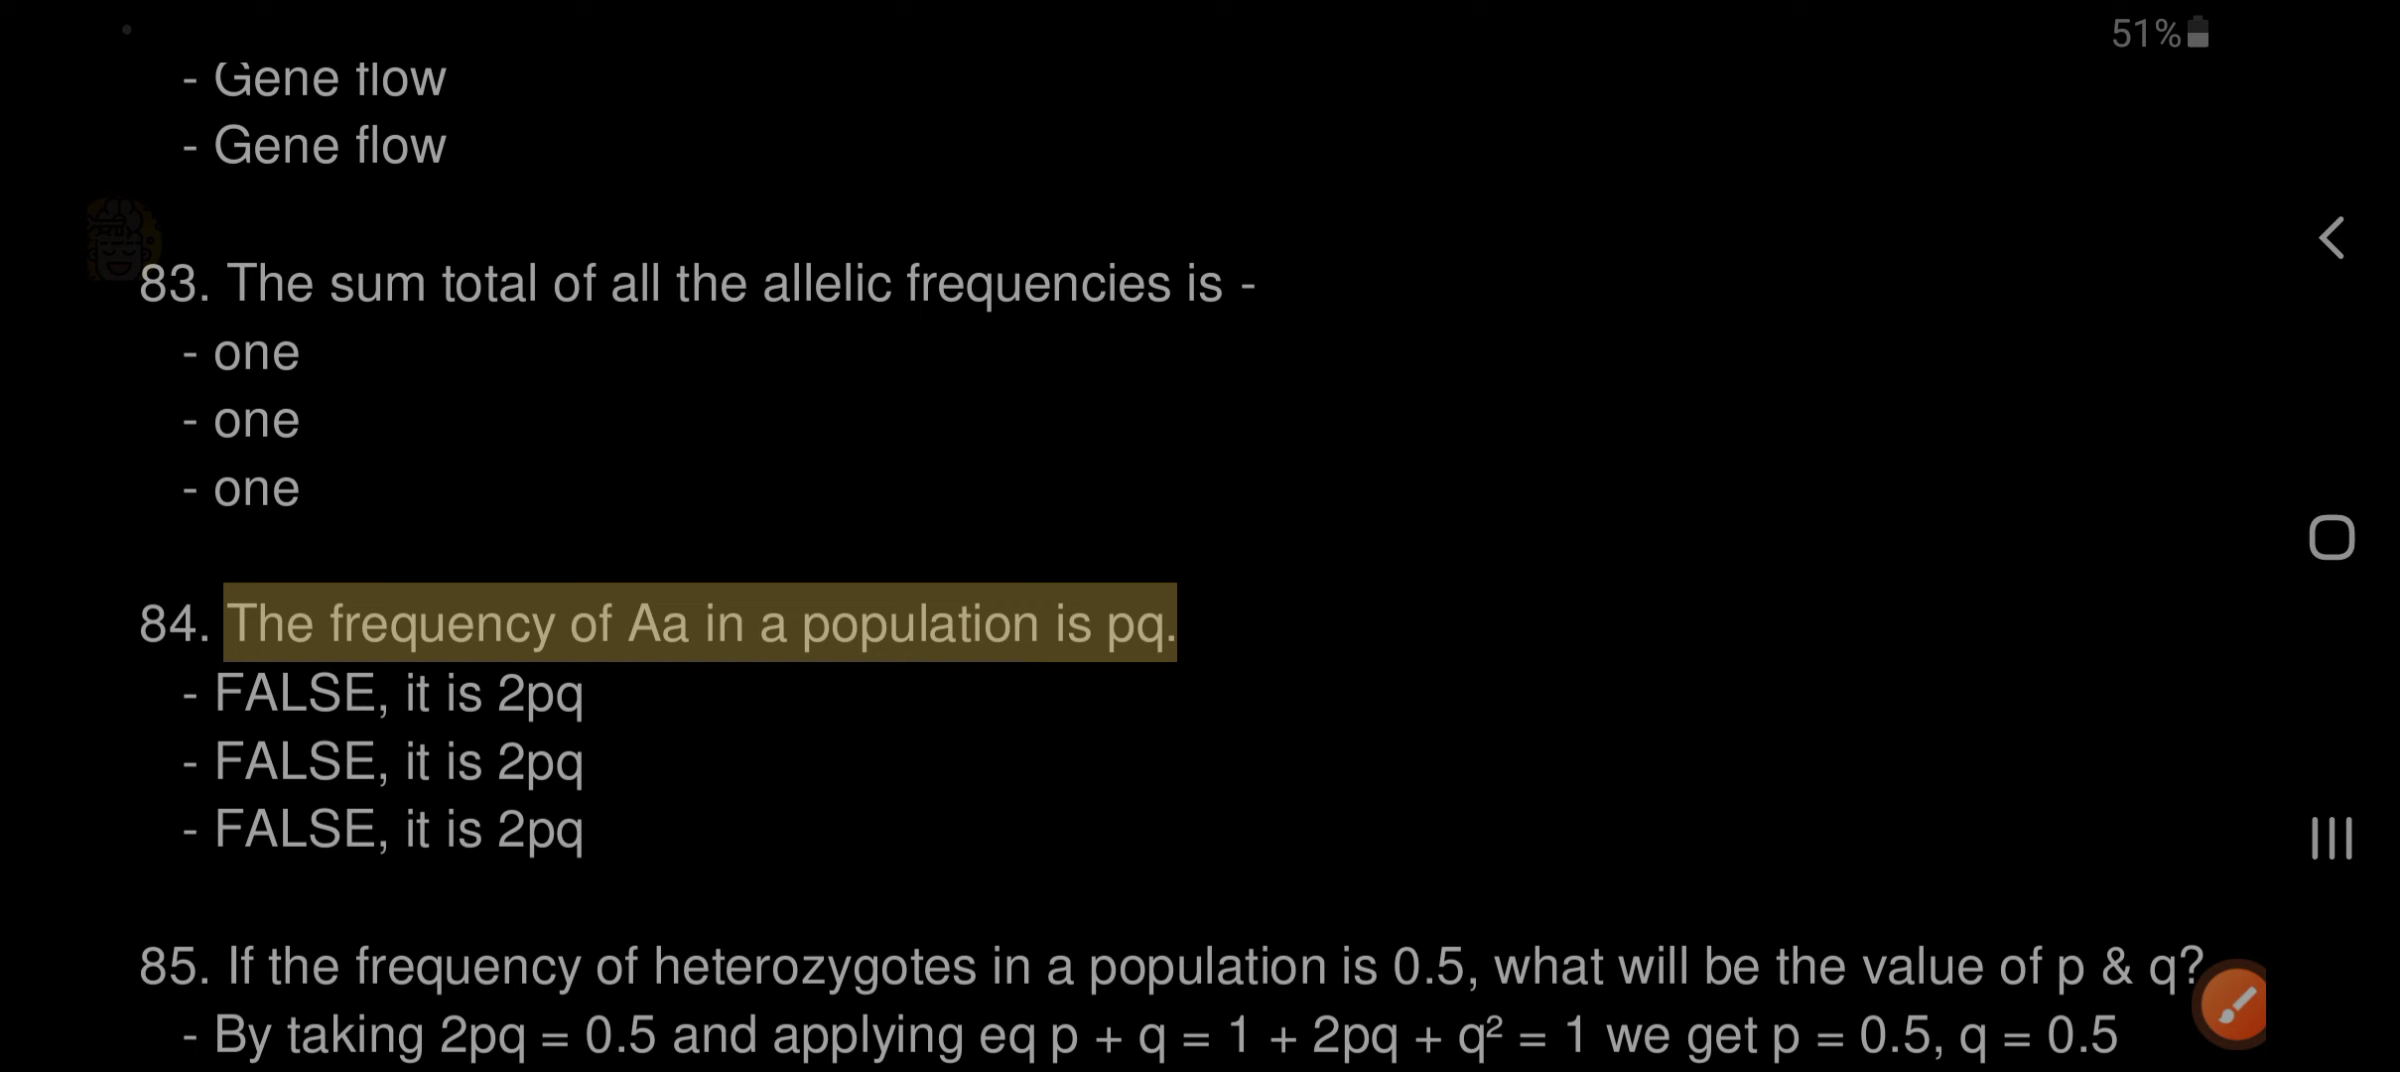 51%
- Gene flow
- Gene flow
83. The sum total of all the allelic frequencies is -
- one
- one
- one
84. The frequency of Aa in a population is pq.
- FALSE, it is 2pq
- FALSE, it is 2pq
- FALSE, it is 2pq
85. If the frequency of heterozygotes in a population is 0.5, what will be the value of p & q?
- By taking 2pq = 0.5 and applying eq p + q = 1 + 2pq + q² = 1 we get p = 0.5, q = 0.5